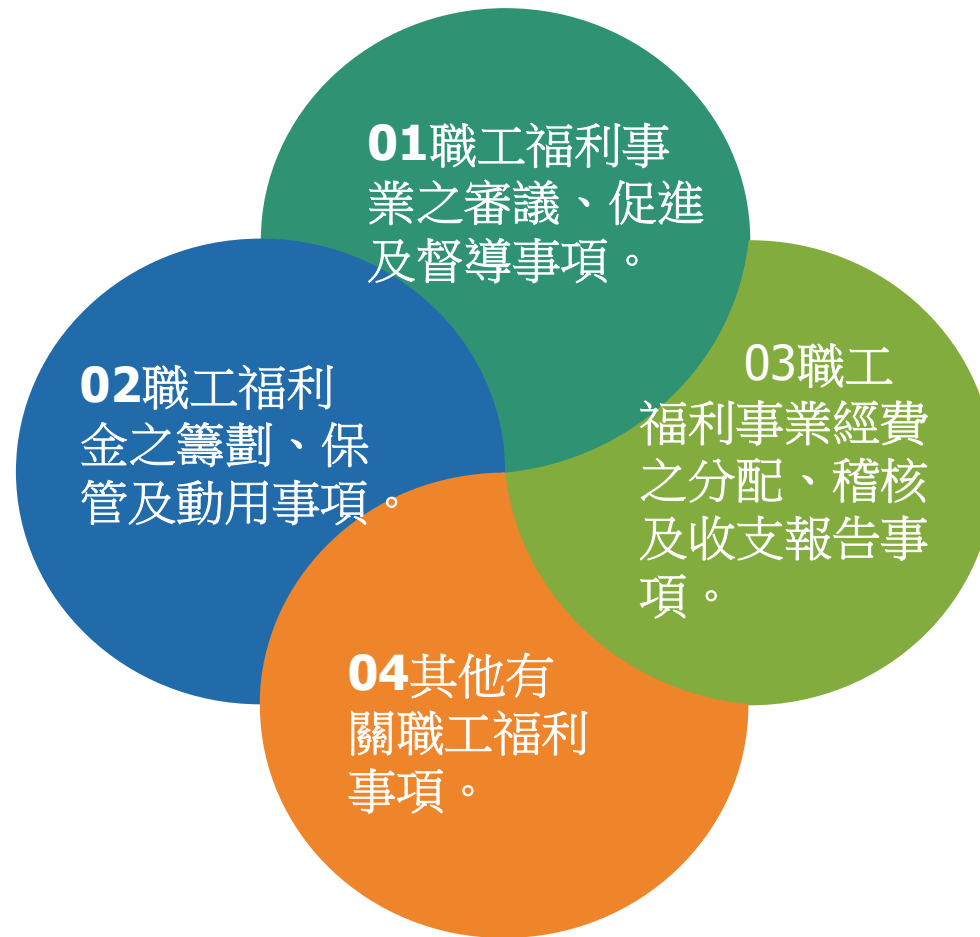 01職工福利事
業之審議、促進
及督導事項。
02職工福利
金之籌劃、保
管及動用事項。
03職工
福利事業經費
之分配、稽核
及收支報告事
項。
04其他有
關職工福利
事項。